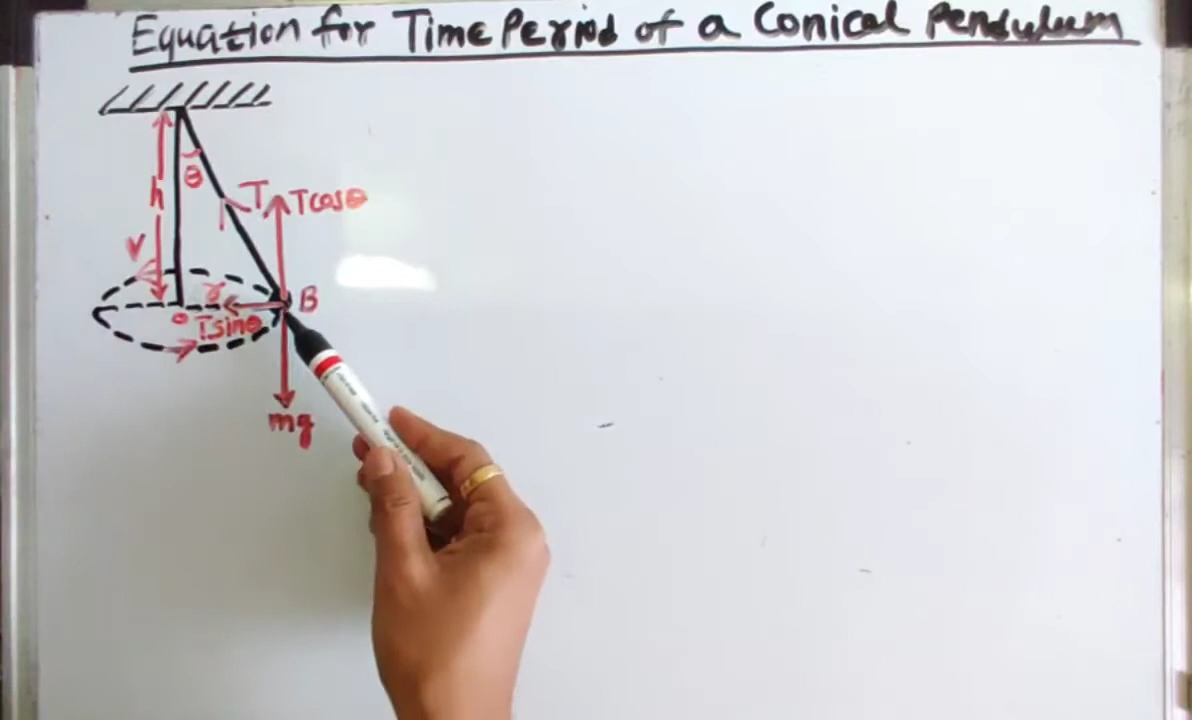 Equation for Time Period of a Conical Pendulum
θ
h
T
Tcosθ
V
r
B
o
Tsinθ
mg